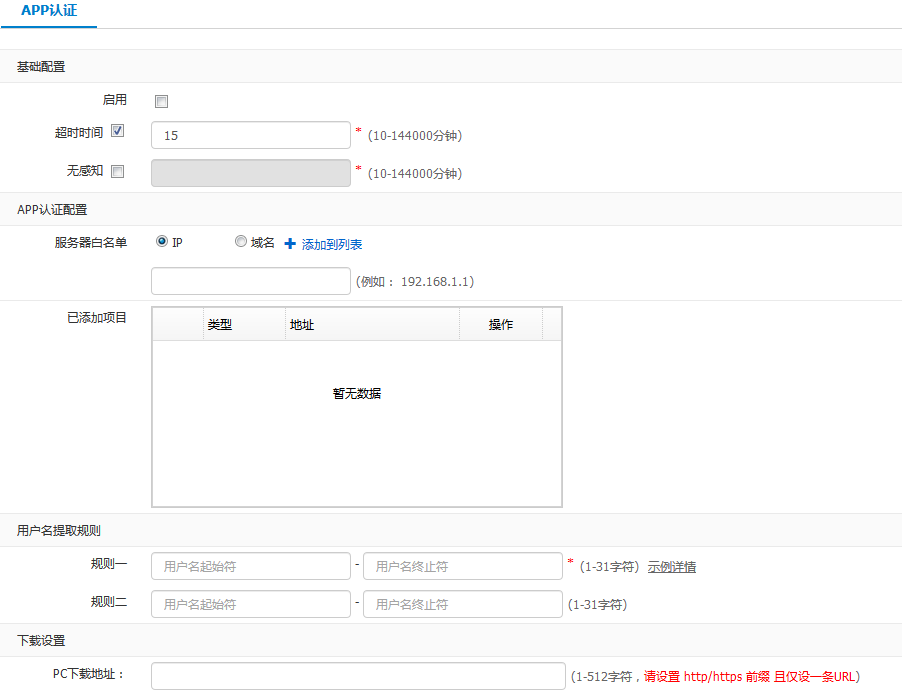 APP认证
基础配置
启用
超时时间 15 * (10-144000分钟)
无感知 * (10-144000分钟)
APP认证配置
服务器白名单 IP 域名 添加到列表
(例如： 192.168.1.1)
已添加项目
类型 地址 操作
暂无数据
用户名提取规则
规则一 用户名起始符 - 用户名终止符 * (1-31字符) 示例详情
规则二 用户名起始符 - 用户名终止符 (1-31字符)
下载设置
PC下载地址： (1-512字符，请设置 http/https 前缀 且仅设一条URL)